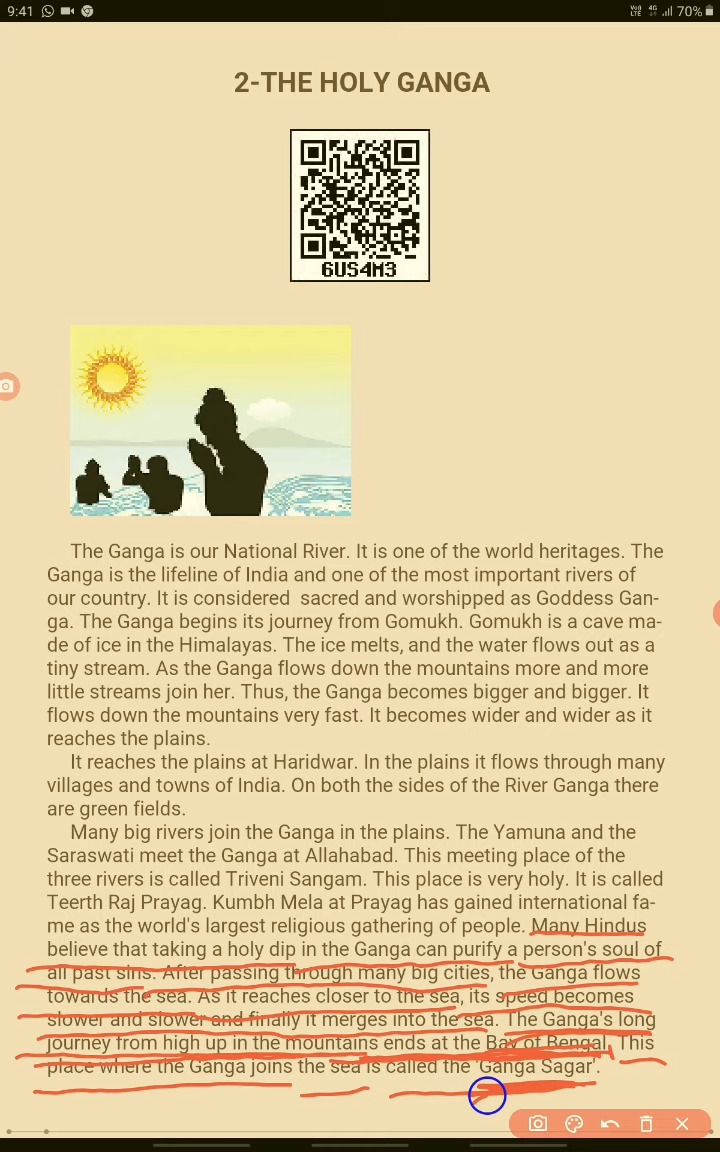 9:41
Vo9
LTE
4G
70%
2-THE HOLY GANGA
6US4M3
The Ganga is our National River. It is one of the world heritages. The
Ganga is the lifeline of India and one of the most important rivers of
our country. It is considered  sacred and worshipped as Goddess Gan-
ga. The Ganga begins its journey from Gomukh. Gomukh is a cave ma-
de of ice in the Himalayas. The ice melts, and the water flows out as a
tiny stream. As the Ganga flows down the mountains more and more
little streams join her. Thus, the Ganga becomes bigger and bigger. It
flows down the mountains very fast. It becomes wider and wider as it
reaches the plains.
It reaches the plains at Haridwar. In the plains it flows through many
villages and towns of India. On both the sides of the River Ganga there
are green fields.
Many big rivers join the Ganga in the plains. The Yamuna and the
Saraswati meet the Ganga at Allahabad. This meeting place of the
three rivers is called Triveni Sangam. This place is very holy. It is called
Teerth Raj Prayag. Kumbh Mela at Prayag has gained international fa-
me as the world's largest religious gathering of people. Many Hindus
believe that taking a holy dip in the Ganga can purify a person's soul of
all past sins. After passing through many big cities, the Ganga flows
towards the sea. As it reaches closer to the sea, its speed becomes
slower and slower and finally it merges into the sea. The Ganga's long
journey from high up in the mountains ends at the Bay of Bengal. This
place where the Ganga joins the sea is called the 'Ganga Sagar'.